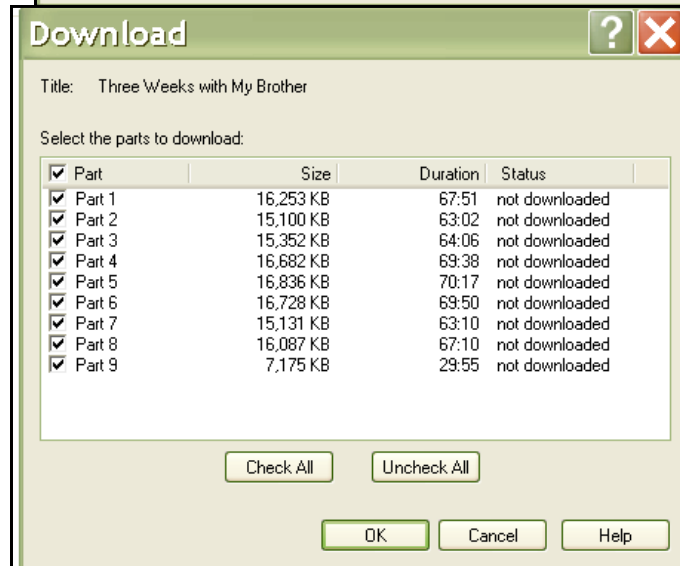 Download
Title: Three Weeks with My Brother
Select the parts to download:
Part Size Duration Status
Part 1 16,253 KB 67:51 not downloaded
Part 2 15,100 KB 63:02 not downloaded
Part 3 15,352 KB 64:06 not downloaded
Part 4 16,682 KB 69:38 not downloaded
Part 5 16,836 KB 70:17 not downloaded
Part 6 16,728 KB 69:50 not downloaded
Part 7 15,131 KB 63:10 not downloaded
Part 8 16,087 KB 67:10 not downloaded
Part 9 7,175 KB 29:55 not downloaded
Check All Uncheck All
OK Cancel Help